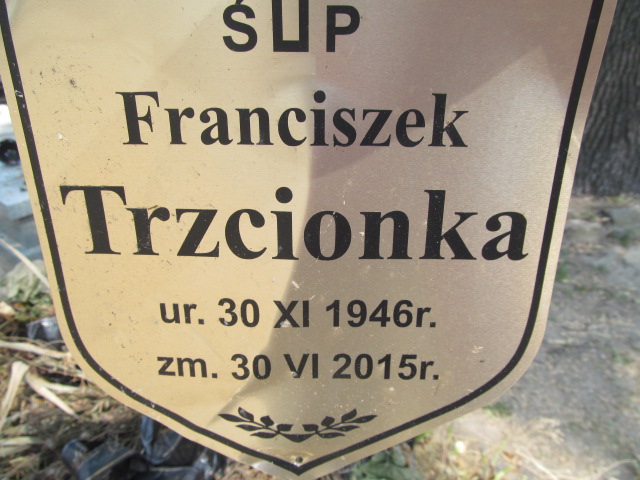 Ś P
Franciszek
Trzcionka
ur. 30 XI 1946r.
zm. 30 VI 2015r.